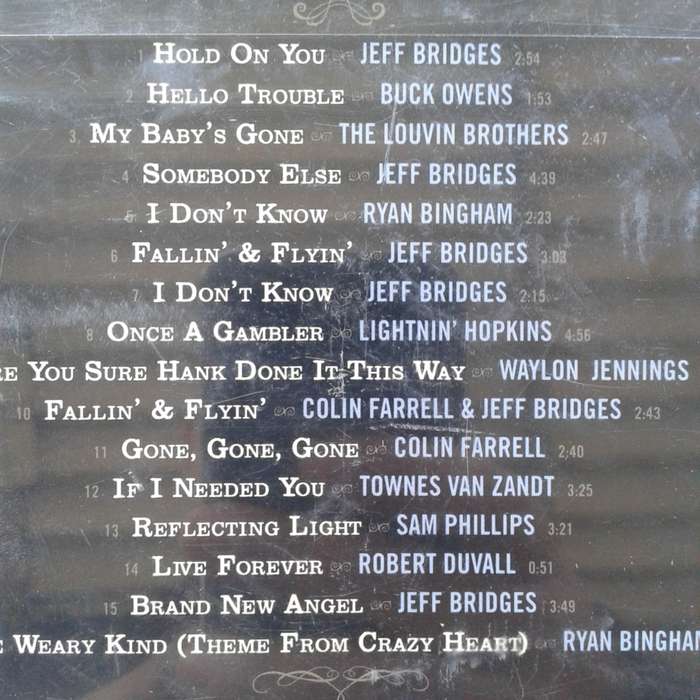 1 Hold On You JEFF BRIDGES 2:54
2 Hello Trouble BUCK OWENS 1:53
3. My Baby's Gone THE LOUVIN BROTHERS 2:47
4 Somebody Else JEFF BRIDGES 4:39
5 I Don't Know RYAN BINGHAM 2:23
6 Fallin' & Flyin' JEFF BRIDGES 3:03
7 I Don't Know JEFF BRIDGES 2:15
8 Once A Gambler LIGHTNIN' HOPKINS 4:56
re You Sure Hank Done It This Way WAYLON JENNINGS
10 Fallin' & Flyin' COLIN FARRELL & JEFF BRIDGES 2:43
11 Gone, Gone, Gone COLIN FARRELL 2:40
12 If I Needed You TOWNES VAN ZANDT 3:25
13 Reflecting Light SAM PHILLIPS 3:21
14 Live Forever ROBERT DUVALL 0:51
15 Brand New Angel JEFF BRIDGES 3:49
e Weary Kind (Theme From Crazy Heart) RYAN BINGHAM